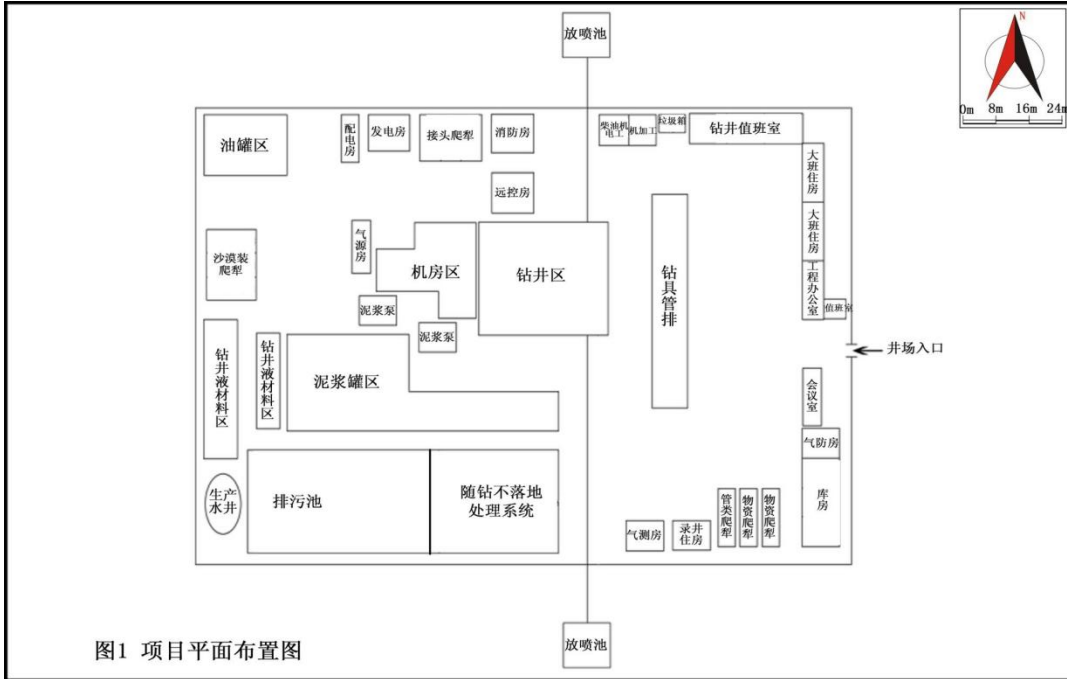 放喷池
N
0m 8m 16m 24m
油罐区
配电房
发电房
接头爬犁
消防房
柴油机
电工
机加工
垃圾箱
钻井值班室
大班住房
远控房
沙漠装
爬犁
气源房
机房区
钻井区
钻具管排
大班住房
工程办公室
值班室
泥浆泵
泥浆泵
井场入口
钻井液材料区
钻井液材料区
泥浆罐区
会议室
气防房
生产
水井
排污池
随钻不落地
处理系统
气测房
录井
住房
管类爬犁
物资爬犁
物资爬犁
库房
放喷池
图1 项目平面布置图